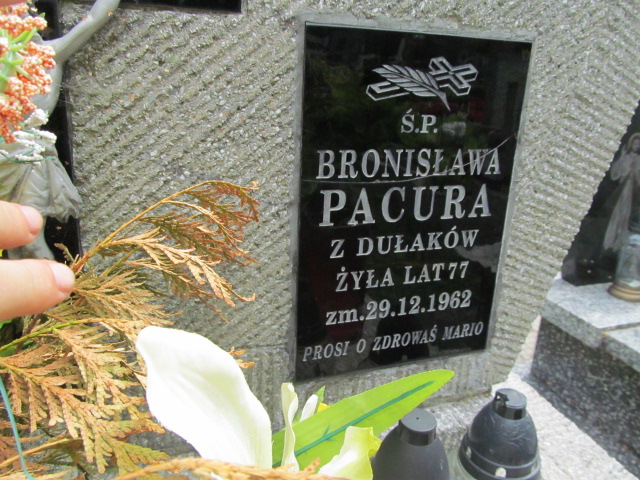 Ś.P.
BRONISŁAWA
PACURA
Z DUŁAKÓW
ŻYŁA LAT 77
zm.29.12.1962
PROSI O ZDROWAŚ MARIO